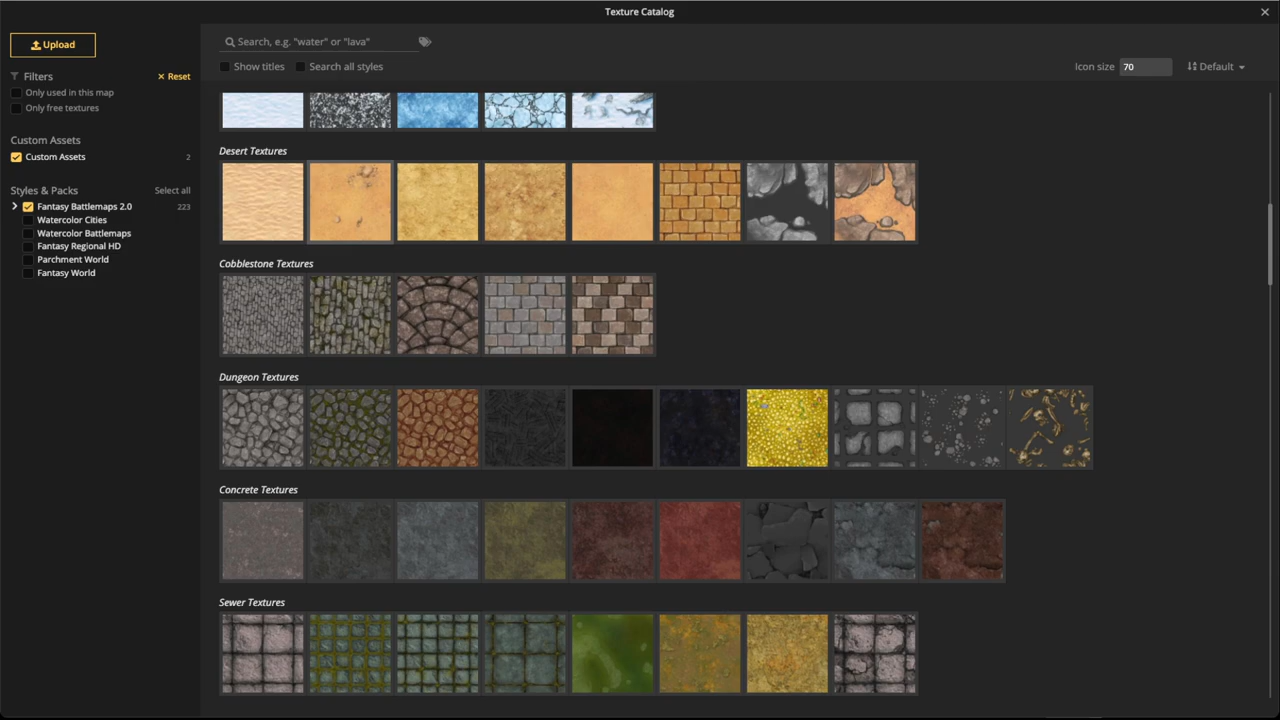 Texture Catalog
Upload
Search, e.g. "water" or "lava"
Filters
Reset
Show titles
Search all styles
Icon size
70
Default
Only used in this map
Only free textures
Custom Assets
Custom Assets
2
Desert Textures
Styles & Packs
Select all
Fantasy Battlemaps 2.0
223
Watercolor Cities
Watercolor Battlemaps
Fantasy Regional HD
Parchment World
Fantasy World
Cobblestone Textures
Dungeon Textures
Concrete Textures
Sewer Textures